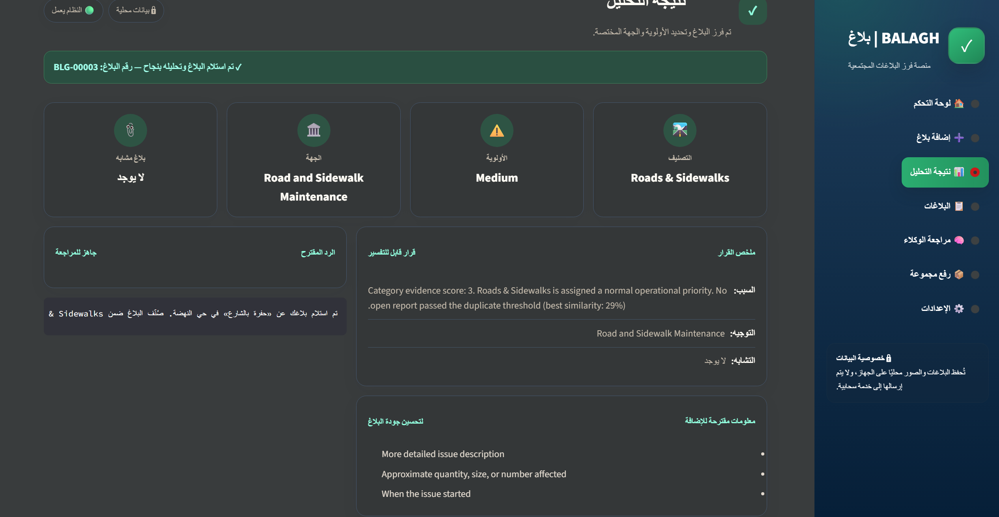 بلاغ | BALAGH
منصة فرز البلاغات المجتمعية
لوحة التحكم
إضافة بلاغ
نتيجة التحليل
البلاغات
مراجعة الوكلاء
رفع مجموعة
الإعدادات
خصوصية البيانات
تُحفظ البلاغات والصور محليًا على الجهاز، ولا يتم
إرسالها إلى خدمة سحابية.
نتيجة التحليل
تم فرز البلاغ وتحديد الأولوية والجهة المختصة.
بيانات محلية
النظام يعمل
✓ تم استلام البلاغ وتحليله بنجاح — رقم البلاغ: BLG-00003
التصنيف
Roads & Sidewalks
الأولوية
Medium
الجهة
Road and Sidewalk
Maintenance
بلاغ مشابه
لا يوجد
ملخص القرار
قرار قابل للتفسير
السبب: Category evidence score: 3. Roads & Sidewalks is assigned a normal operational priority. No
open report passed the duplicate threshold (best similarity: 29%).
التوجيه: Road and Sidewalk Maintenance
التشابه: لا يوجد
الرد المقترح
جاهز للمراجعة
تم استلام بلاغك عن «حفرة بالشارع» في حي النهضة. صُنّف البلاغ ضمن Sidewalks &
معلومات مقترحة للإضافة
لتحسين جودة البلاغ
More detailed issue description
Approximate quantity, size, or number affected
When the issue started